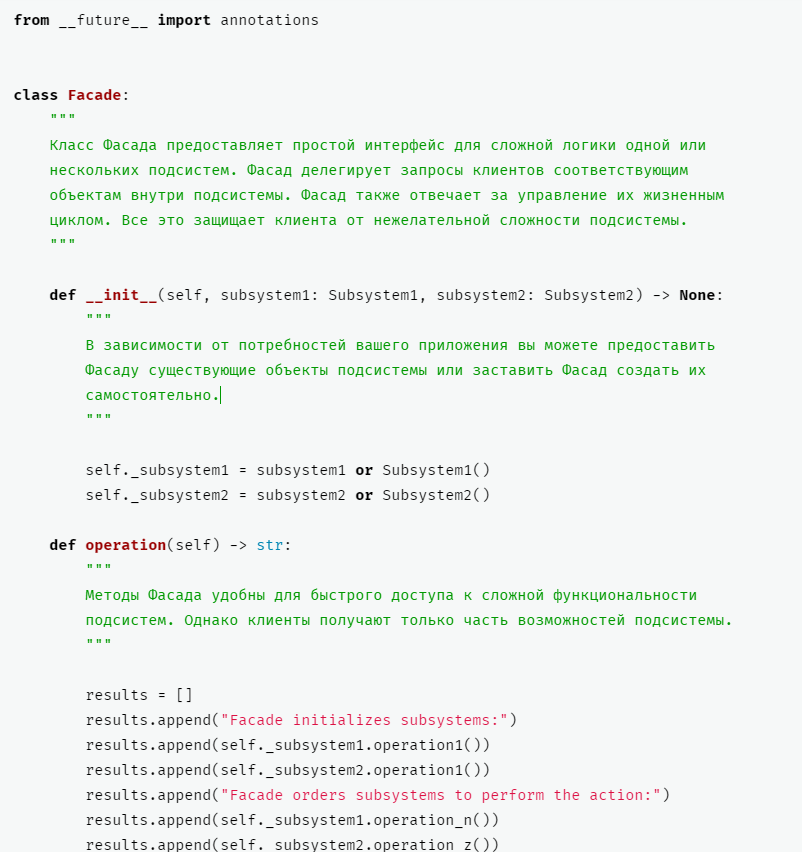 from __future__ import annotations
class Facade:
"""
Класс Фасада предоставляет простой интерфейс для сложной логики одной или
нескольких подсистем. Фасад делегирует запросы клиентов соответствующим
объектам внутри подсистемы. Фасад также отвечает за управление их жизненным
циклом. Все это защищает клиента от нежелательной сложности подсистемы.
"""
def __init__(self, subsystem1: Subsystem1, subsystem2: Subsystem2) -> None:
"""
В зависимости от потребностей вашего приложения вы можете предоставить
Фасаду существующие объекты подсистемы или заставить Фасад создать их
самостоятельно.
"""
self._subsystem1 = subsystem1 or Subsystem1()
self._subsystem2 = subsystem2 or Subsystem2()
def operation(self) -> str:
"""
Методы Фасада удобны для быстрого доступа к сложной функциональности
подсистем. Однако клиенты получают только часть возможностей подсистемы.
"""
results = []
results.append("Facade initializes subsystems:")
results.append(self._subsystem1.operation1())
results.append(self._subsystem2.operation1())
results.append("Facade orders subsystems to perform the action:")
results.append(self._subsystem1.operation_n())
results.append(self._subsystem2.operation_z())